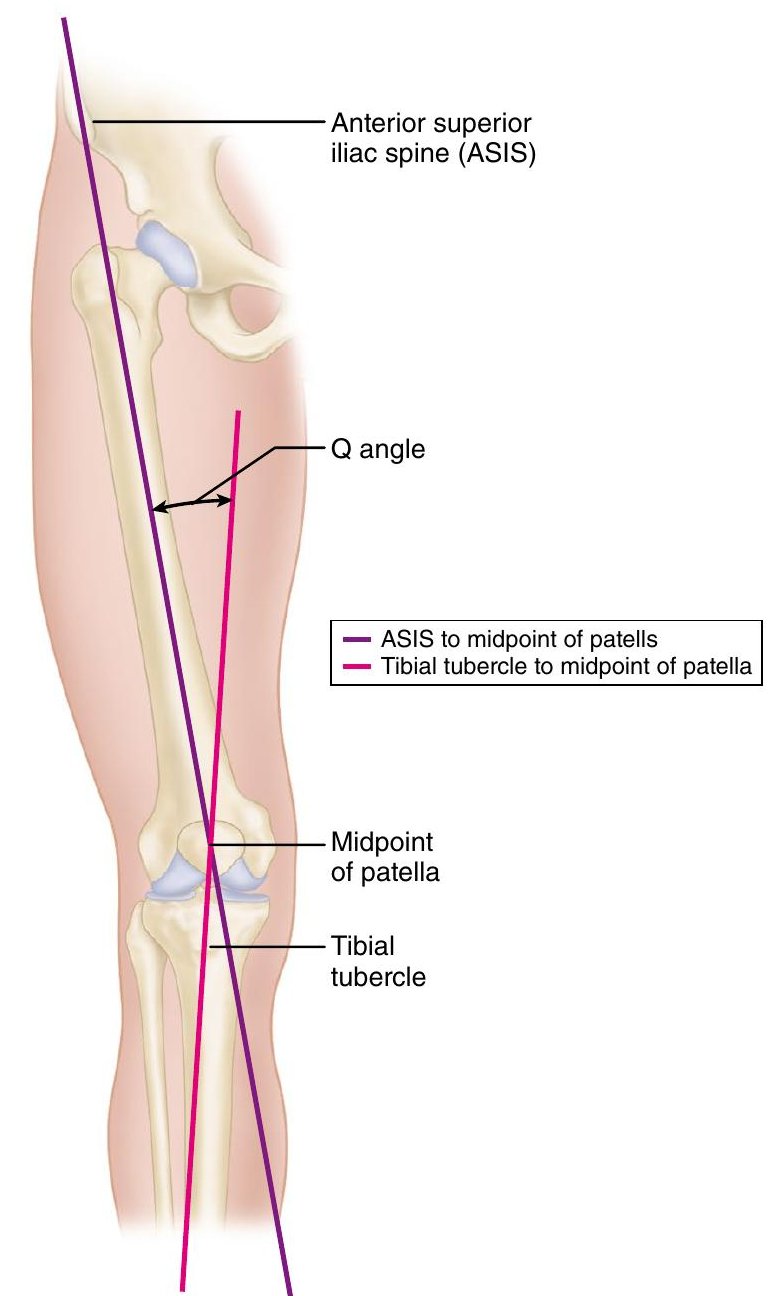 Anterior superior
iliac spine (ASIS)
Q angle
ASIS to midpoint of patells
Tibial tubercle to midpoint of patella
Midpoint
of patella
Tibial
tubercle